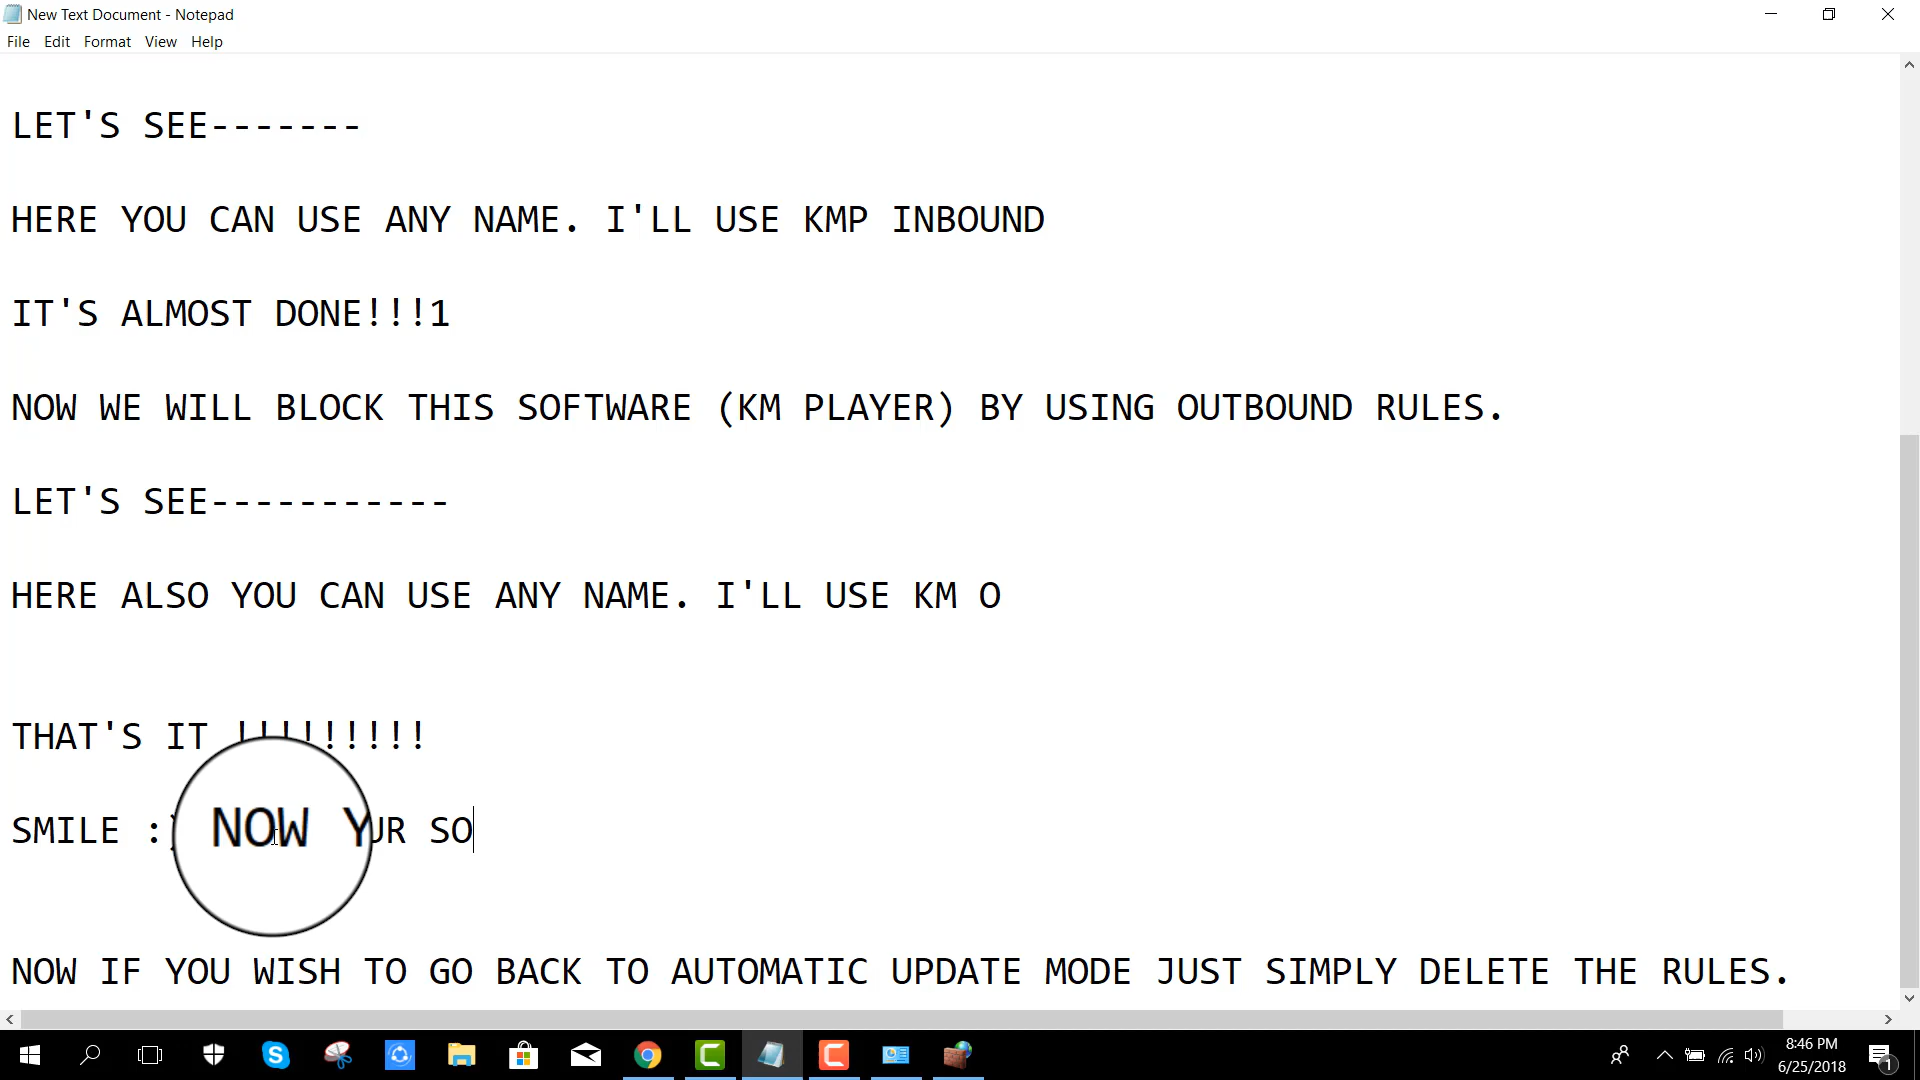 New Text Document - Notepad
File Edit Format View Help
LET'S SEE-------
HERE YOU CAN USE ANY NAME. I'LL USE KMP INBOUND
IT'S ALMOST DONE!!!1
NOW WE WILL BLOCK THIS SOFTWARE (KM PLAYER) BY USING OUTBOUND RULES.
LET'S SEE-----------
HERE ALSO YOU CAN USE ANY NAME. I'LL USE KM O
THAT'S IT !!!!!!!!!
SMILE :) NOW YUR SO
NOW IF YOU WISH TO GO BACK TO AUTOMATIC UPDATE MODE JUST SIMPLY DELETE THE RULES.
8:46 PM
6/25/2018
1